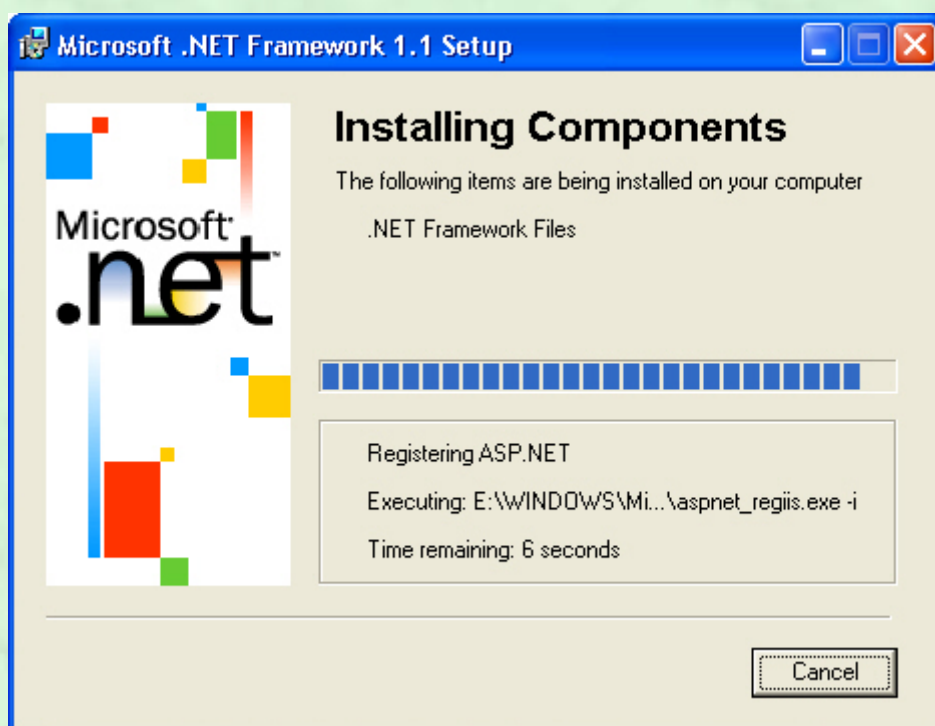 Microsoft .NET Framework 1.1 Setup
Installing Components
The following items are being installed on your computer
.NET Framework Files
Microsoft
.net™
Registering ASP.NET
Executing: E:\WINDOWS\Mi...\aspnet_regiis.exe -i
Time remaining: 6 seconds
Cancel